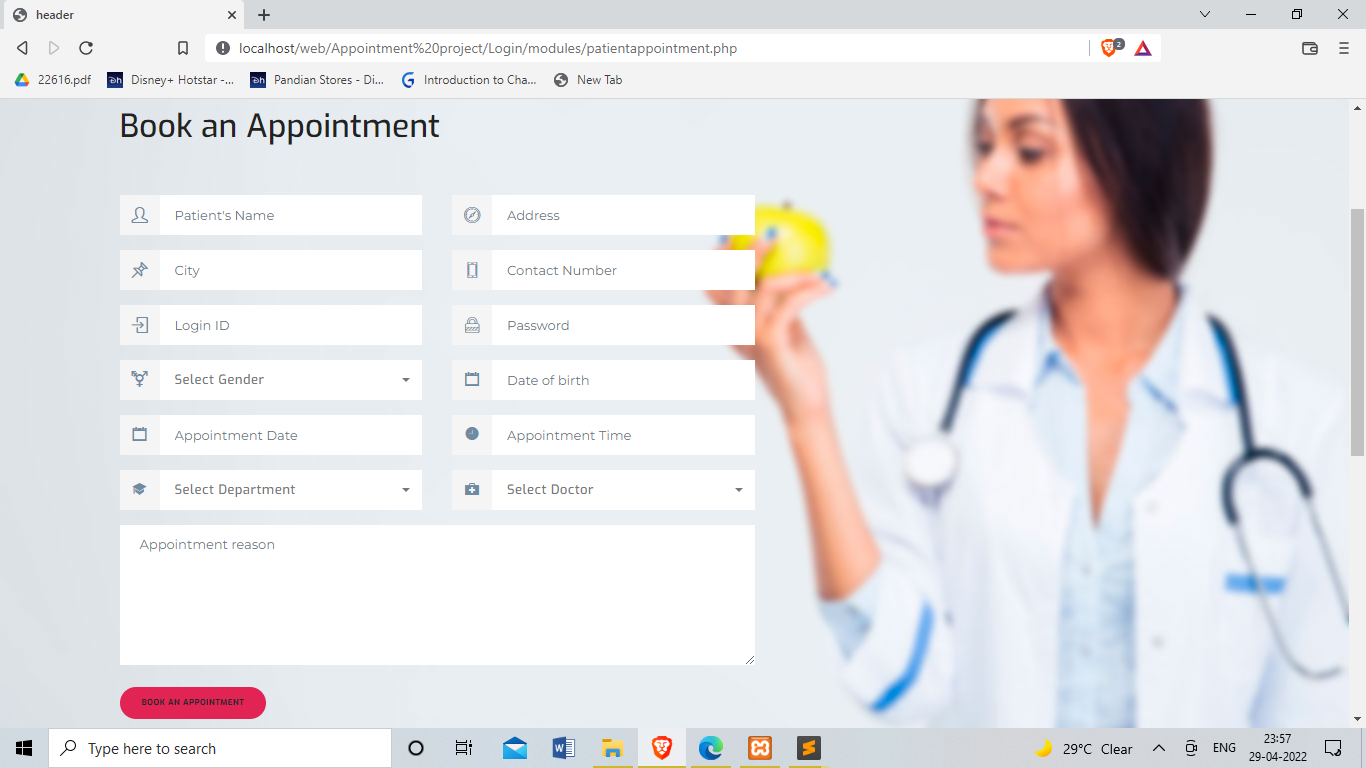 header
localhost/web/Appointment%20project/Login/modules/patientappointment.php
2
22616.pdf Disney+ Hotstar -... Pandian Stores - Di... Introduction to Cha... New Tab
Book an Appointment
Patient's Name Address
City Contact Number
Login ID Password
Select Gender Date of birth
Appointment Date Appointment Time
Select Department Select Doctor
Appointment reason
BOOK AN APPOINTMENT
Type here to search 29°C Clear ENG 23:57
29-04-2022